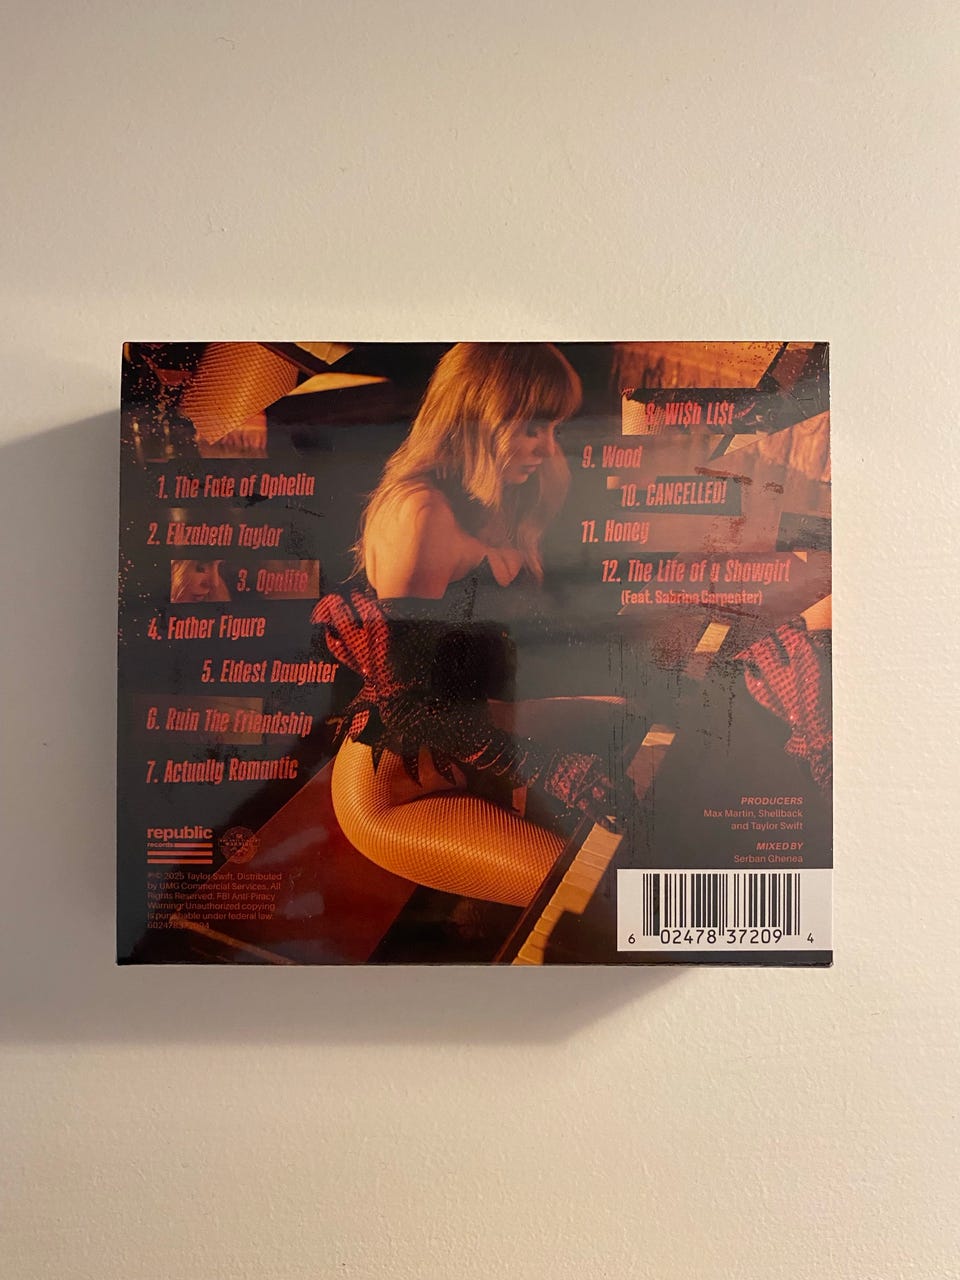 1. The Fate of Ophelia
2. Elizabeth Taylor
3. Opalite
4. Father Figure
5. Eldest Daughter
6. Ruin The Friendship
7. Actually Romantic
8. Wi$h Li$t
9. Wood
10. CANCELLED!
11. Honey
12. The Life of a Showgirl
(Feat. Sabrina Carpenter)
republic
records
℗© 2025 Taylor Swift. Distributed
by UMG Commercial Services. All
Rights Reserved. FBI Anti-Piracy
Warning: Unauthorized copying
is punishable under federal law.
602478372094
PRODUCERS
Max Martin, Shellback
and Taylor Swift
MIXED BY
Serban Ghenea
6 02478 37209 4